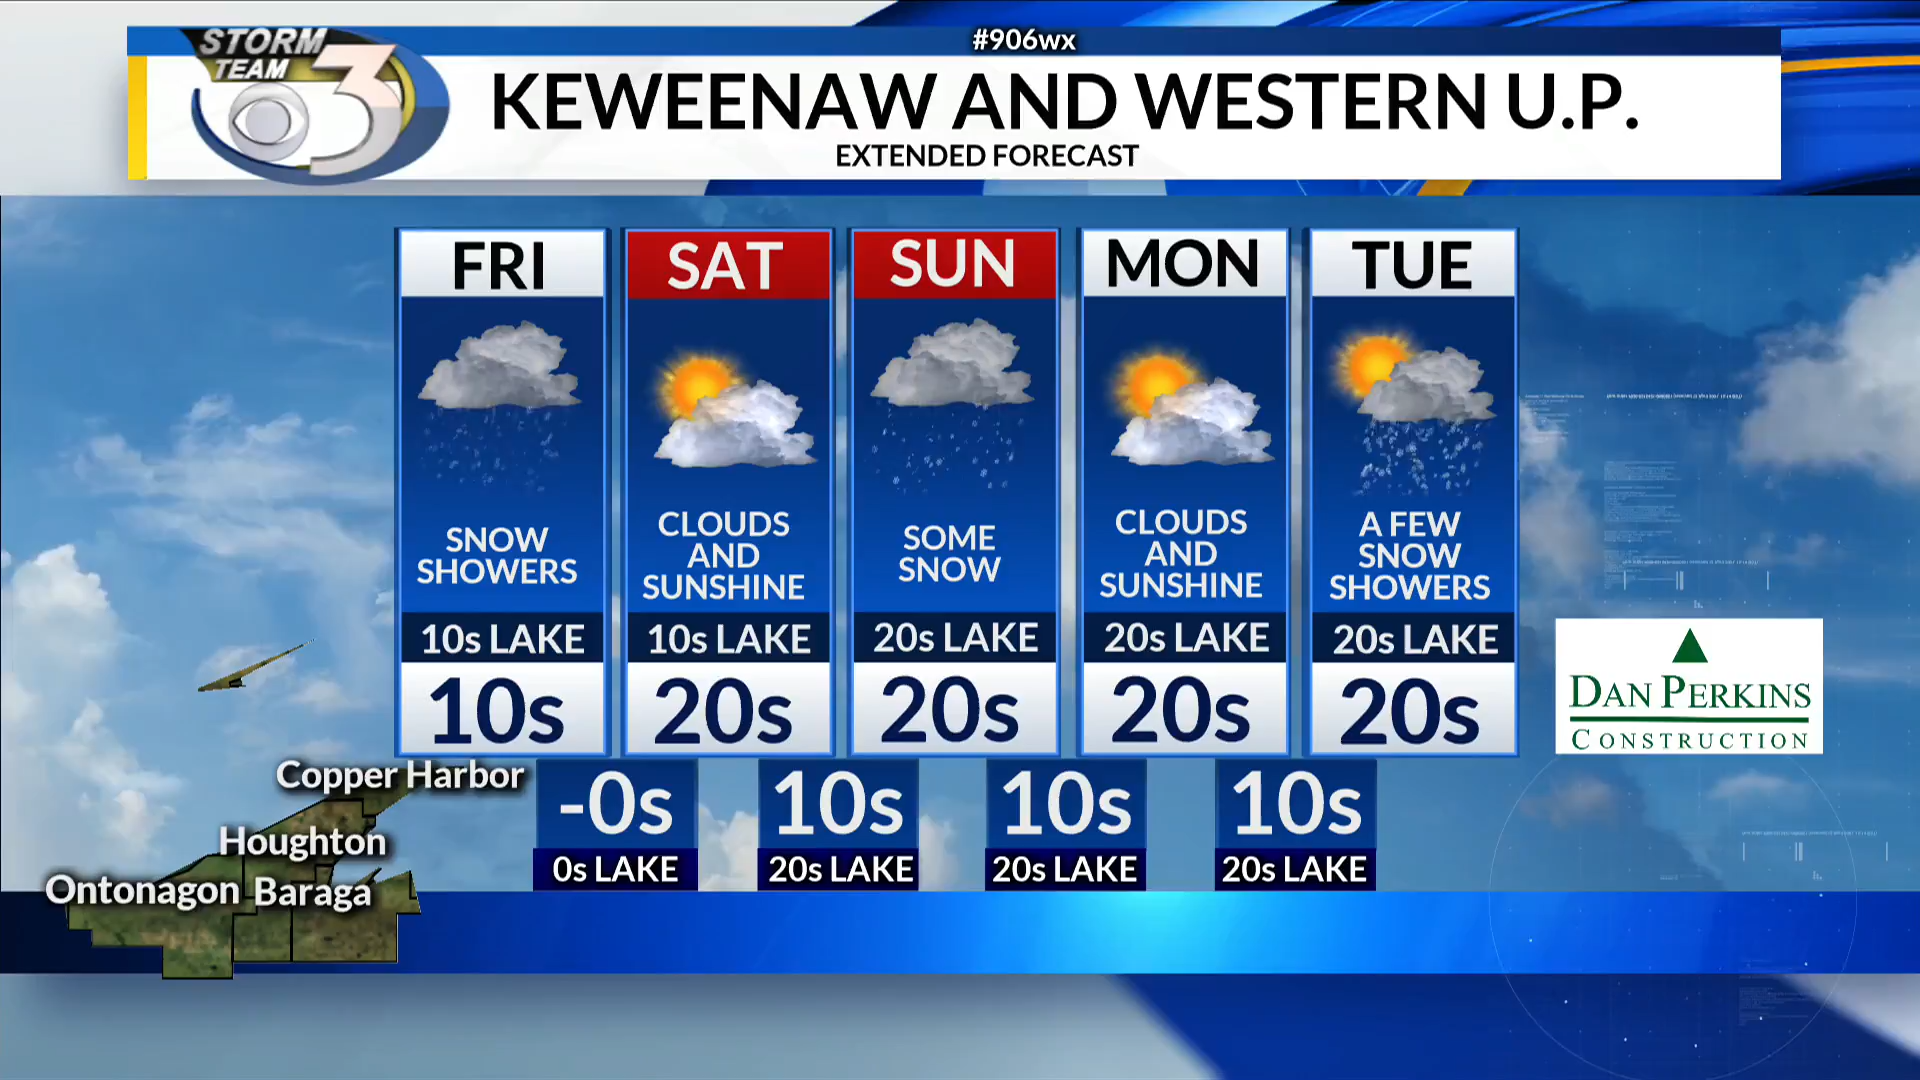 #906wx
STORM
TEAM
3
KEWEENAW AND WESTERN U.P.
EXTENDED FORECAST
FRI
SNOW
SHOWERS
10s LAKE
10s
SAT
CLOUDS
AND
SUNSHINE
10s LAKE
20s
SUN
SOME
SNOW
20s LAKE
20s
MON
CLOUDS
AND
SUNSHINE
20s LAKE
20s
TUE
A FEW
SNOW
SHOWERS
20s LAKE
20s
-0s
0s LAKE
10s
20s LAKE
10s
20s LAKE
10s
20s LAKE
Copper Harbor
Houghton
Ontonagon
Baraga
DAN PERKINS
CONSTRUCTION